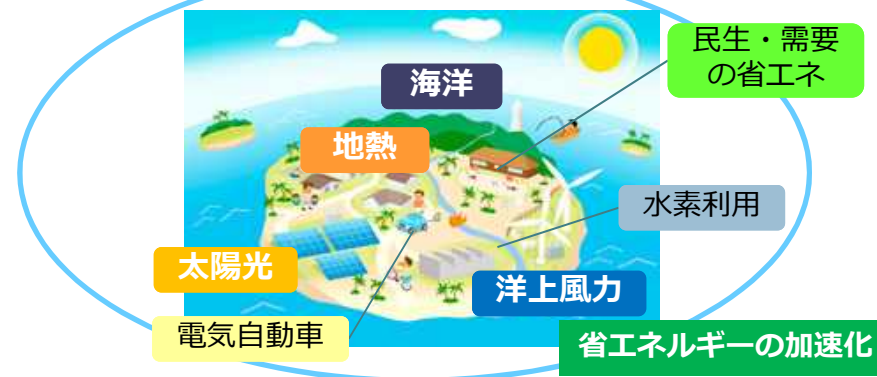 民生・需要
の省エネ
海洋
地熱
水素利用
太陽光
洋上風力
電気自動車
省エネルギーの加速化